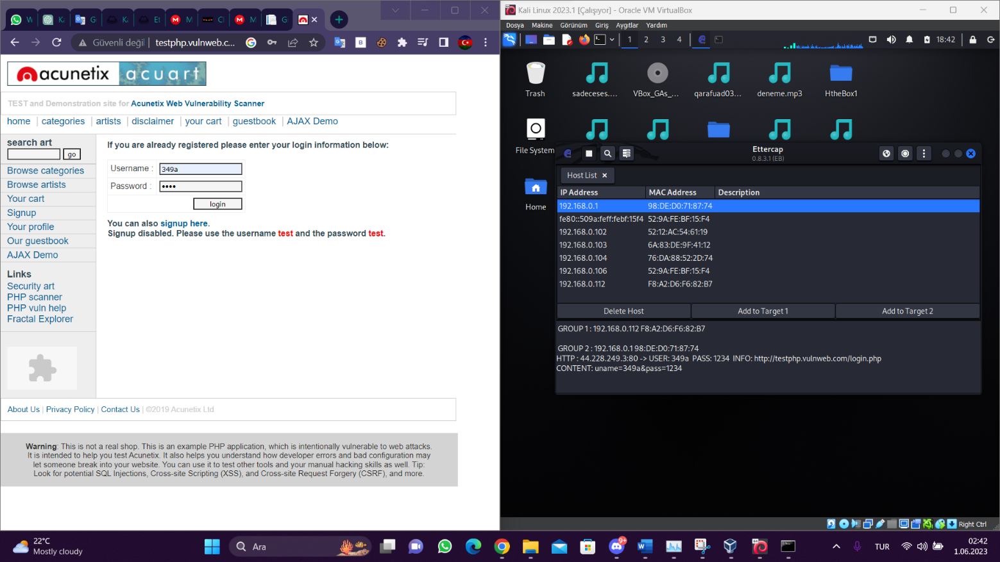 W
K
G
K
E
M
C
M
G
Güvenli değil
testphp.vulnweb.c...
acunetix acuart
TEST and Demonstration site for Acunetix Web Vulnerability Scanner
home | categories | artists | disclaimer | your cart | guestbook | AJAX Demo
search art
go
Browse categories
Browse artists
Your cart
Signup
Your profile
Our guestbook
AJAX Demo
Links
Security art
PHP scanner
PHP vuln help
Fractal Explorer
If you are already registered please enter your login information below:
Username : 349a
Password : ••••
login
You can also signup here.
Signup disabled. Please use the username test and the password test.
About Us | Privacy Policy | Contact Us | ©2019 Acunetix Ltd
Warning: This is not a real shop. This is an example PHP application, which is intentionally vulnerable to web attacks.
It is intended to help you test Acunetix. It also helps you understand how developer errors and bad configuration may
let someone break into your website. You can use it to test other tools and your manual hacking skills as well. Tip:
Look for potential SQL Injections, Cross-site Scripting (XSS), and Cross-site Request Forgery (CSRF), and more.
Kali Linux 2023.1 [Çalışıyor] - Oracle VM VirtualBox
Dosya Makine Görünüm Giriş Aygıtlar Yardım
1 2 3 4
18:42
Trash
sadeceses....
VBox_GAs_...
qarafuad03...
deneme.mp3
HtheBox1
File System
Home
Ettercap
0.8.3.1 (EB)
Host List
IP Address MAC Address Description
192.168.0.1 98:DE:D0:71:87:74
fe80::509a:feff:febf:15f4 52:9A:FE:BF:15:F4
192.168.0.102 52:12:AC:54:61:19
192.168.0.103 6A:83:DE:9F:41:12
192.168.0.104 76:DA:88:52:2D:74
192.168.0.106 52:9A:FE:BF:15:F4
192.168.0.112 F8:A2:D6:F6:82:B7
Delete Host
Add to Target 1
Add to Target 2
GROUP 1 : 192.168.0.112 F8:A2:D6:F6:82:B7
GROUP 2 : 192.168.0.1 98:DE:D0:71:87:74
HTTP : 44.228.249.3:80 -> USER: 349a PASS: 1234 INFO: http://testphp.vulnweb.com/login.php
CONTENT: uname=349a&pass=1234
Right Ctrl
22°C
Mostly cloudy
Ara
9+
TUR
02:42
1.06.2023